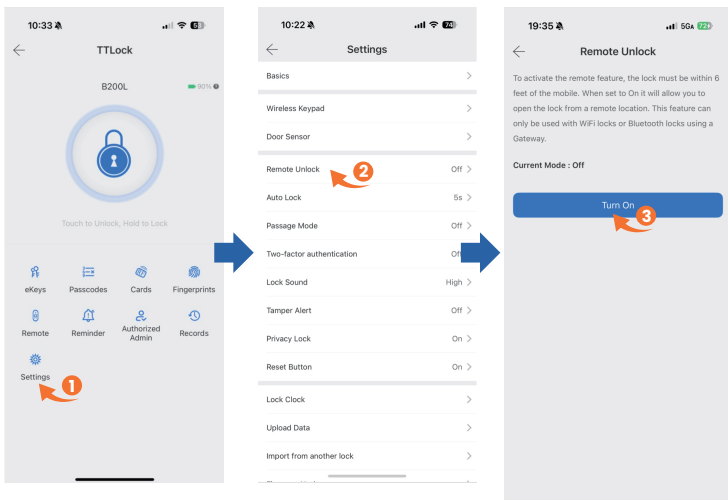 10:33
TTLock
B200L
90%
Touch to Unlock, Hold to Lock
eKeys
Passcodes
Cards
Fingerprints
Remote
Reminder
Authorized
Admin
Records
Settings
1
10:22
74
Settings
Basics
Wireless Keypad
Door Sensor
Remote Unlock
Off
2
Auto Lock
5s
Passage Mode
Off
Two-factor authentication
Lock Sound
High
Tamper Alert
Off
Privacy Lock
On
Reset Button
On
Lock Clock
Upload Data
Import from another lock
19:35
5GA
72
Remote Unlock
To activate the remote feature, the lock must be within 6
feet of the mobile. When set to On it will allow you to
open the lock from a remote location. This feature can
only be used with WiFi locks or Bluetooth locks using a
Gateway.
Current Mode : Off
Turn On
3